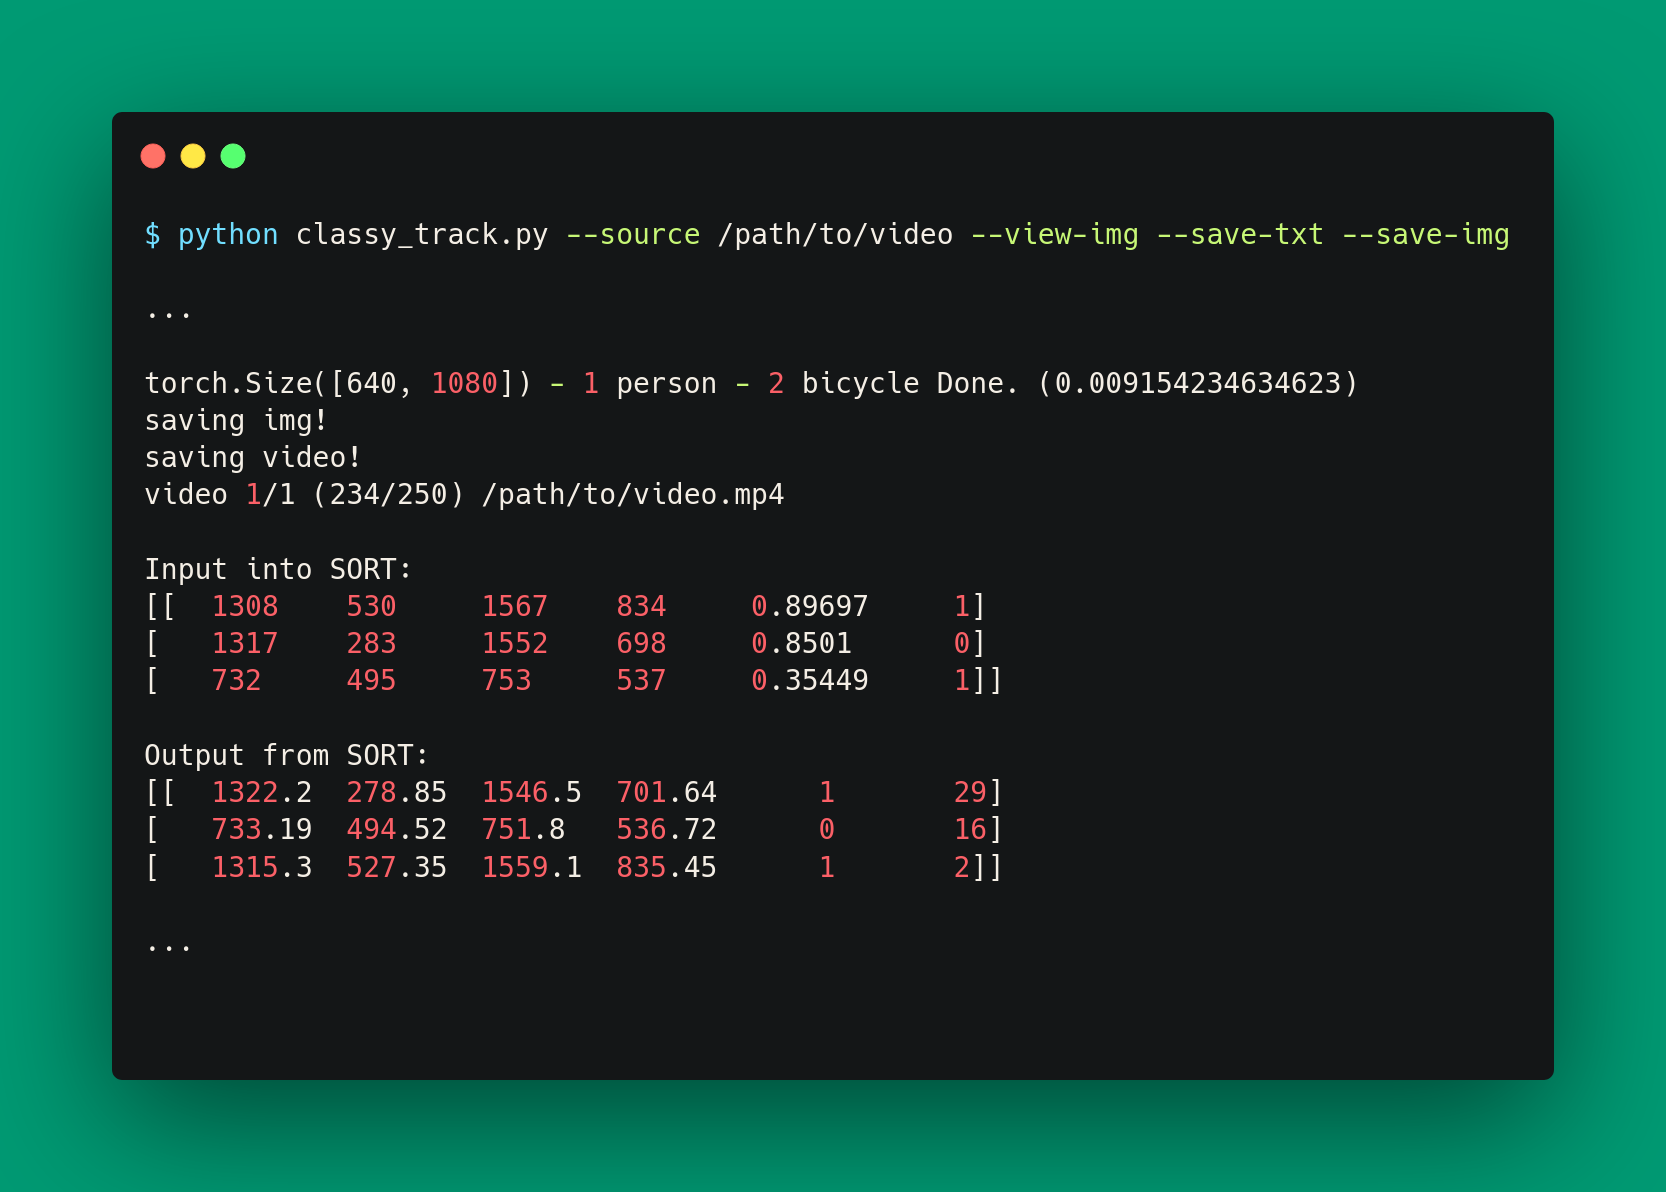 $ python classy_track.py --source /path/to/video --view-img --save-txt --save-img
...
torch.Size([640, 1080]) - 1 person - 2 bicycle Done. (0.009154234634623)
saving img!
saving video!
video 1/1 (234/250) /path/to/video.mp4
Input into SORT:
[[  1308    530     1567    834     0.89697     1]
[   1317    283     1552    698     0.8501      0]
[   732     495     753     537     0.35449     1]]
Output from SORT:
[[  1322.2  278.85  1546.5  701.64      1       29]
[   733.19  494.52  751.8   536.72      0       16]
[   1315.3  527.35  1559.1  835.45      1       2]]
...